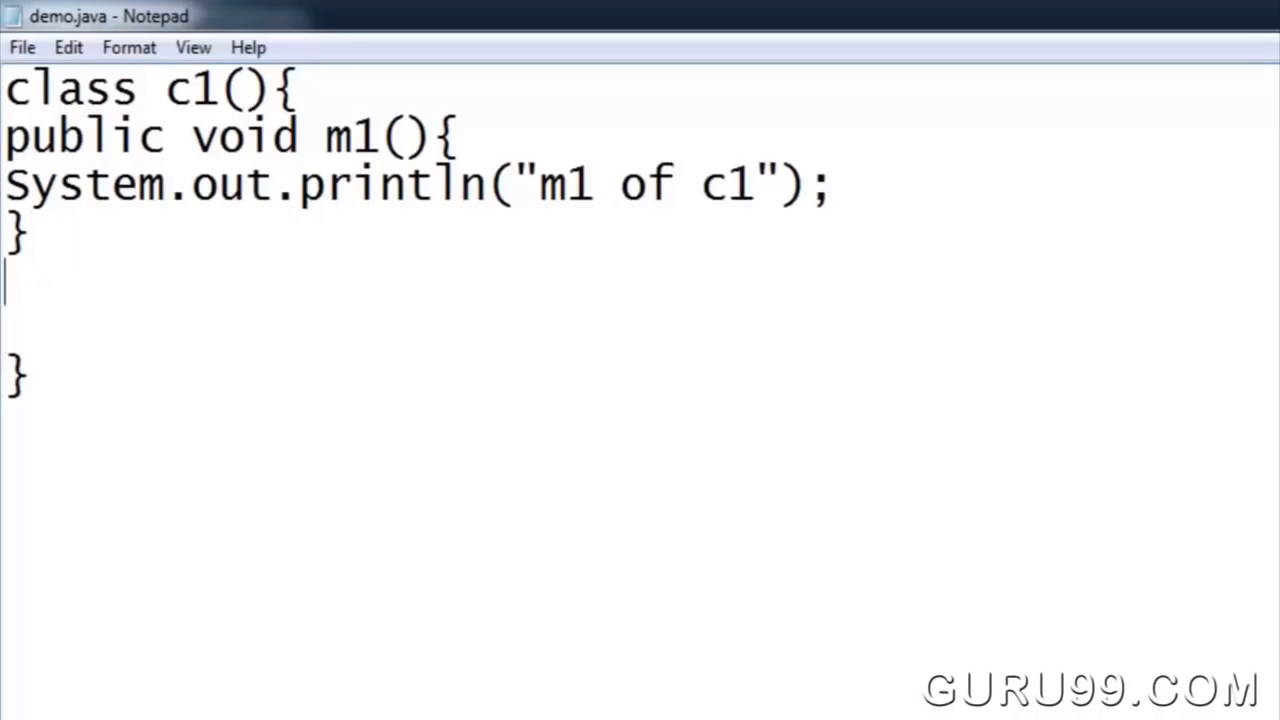 demo.java - Notepad
File Edit Format View Help
class c1(){
public void m1(){
System.out.println("m1 of c1");
}
}
GURU99.COM